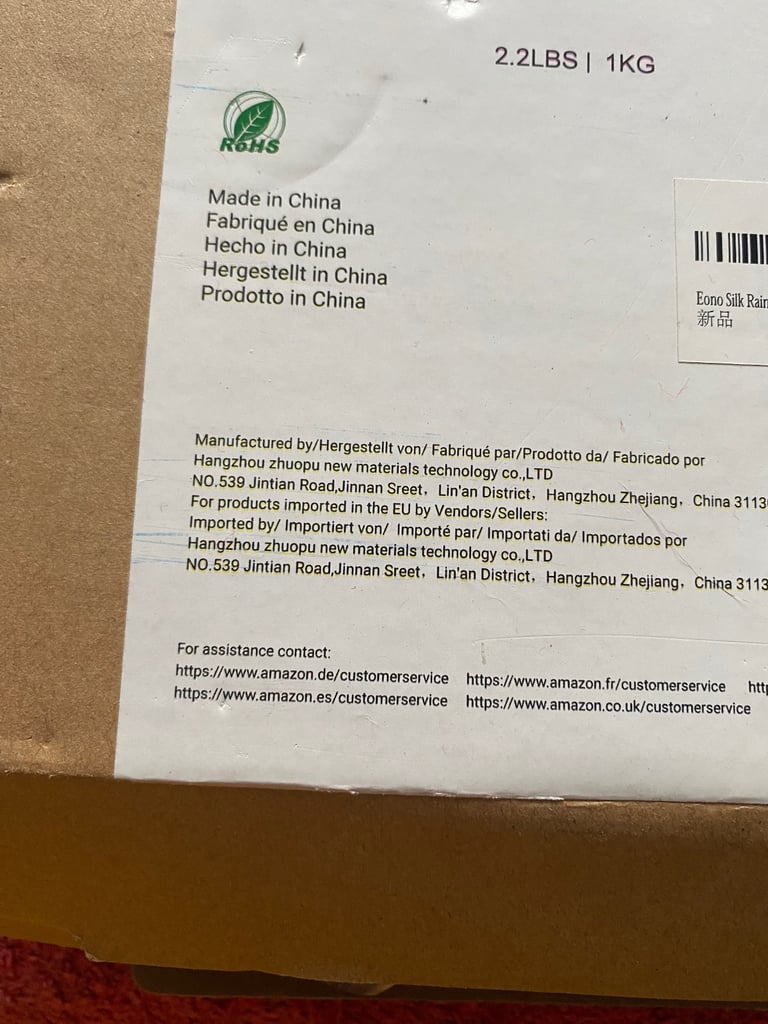 2.2LBS | 1KG
RoHS
Made in China
Fabriqué en China
Hecho in China
Hergestellt in China
Prodotto in China
Eono Silk Rain
新品
Manufactured by/Hergestellt von/ Fabriqué par/Prodotto da/ Fabricado por
Hangzhou zhuopu new materials technology co.,LTD
NO.539 Jintian Road,Jinnan Sreet，Lin'an District，Hangzhou Zhejiang，China 3113
For products imported in the EU by Vendors/Sellers:
Imported by/ Importiert von/ Importé par/ Importati da/ Importados por
Hangzhou zhuopu new materials technology co.,LTD
NO.539 Jintian Road,Jinnan Sreet，Lin'an District，Hangzhou Zhejiang，China 3113
For assistance contact:
https://www.amazon.de/customerservice https://www.amazon.fr/customerservice htt
https://www.amazon.es/customerservice https://www.amazon.co.uk/customerservice